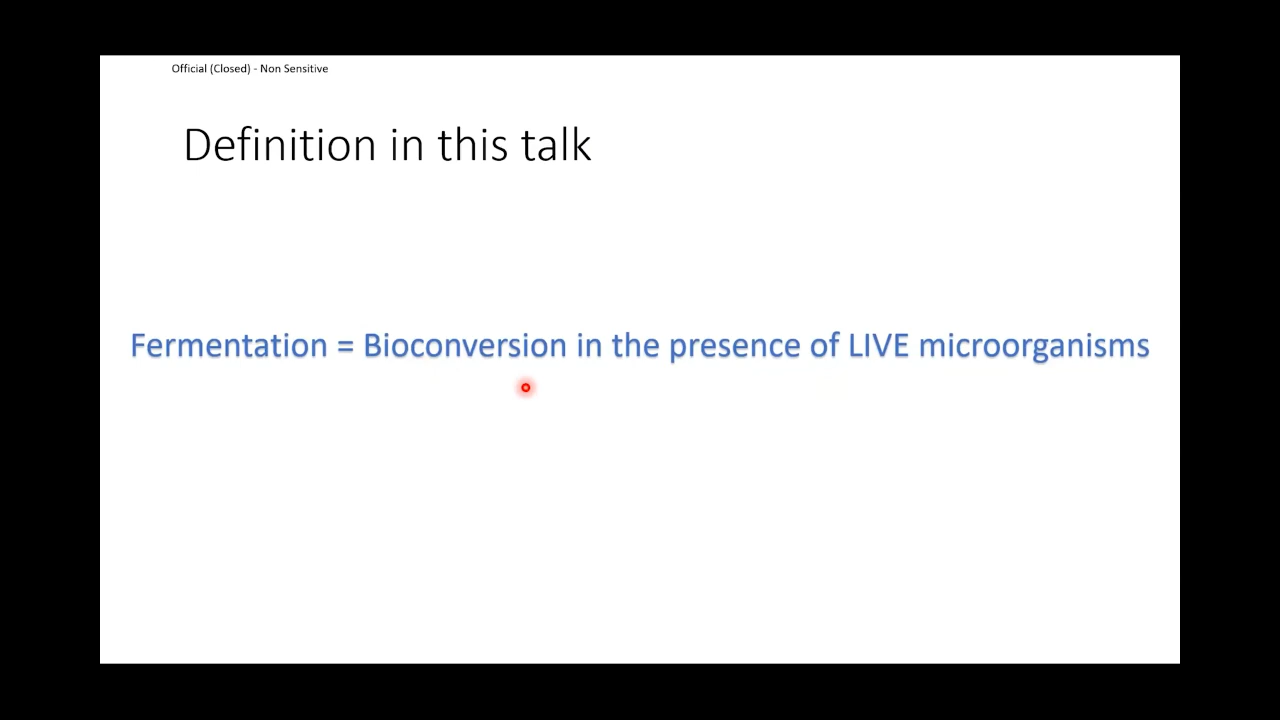 Official (Closed) - Non Sensitive
Definition in this talk
Fermentation = Bioconversion in the presence of LIVE microorganisms